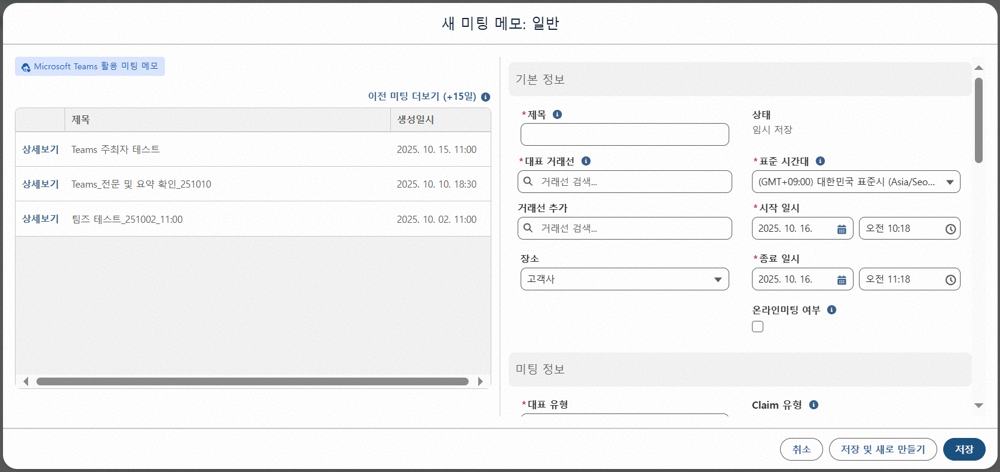 새 미팅 메모: 일반
Microsoft Teams 활용 미팅 메모
이전 미팅 더보기 (+15일)
제목 생성일시
상세보기 Teams 주최자 테스트 2025. 10. 15. 11:00
상세보기 Teams_전문 및 요약 확인_251010 2025. 10. 10. 18:30
상세보기 팀즈 테스트_251002_11:00 2025. 10. 02. 11:00
기본 정보
*제목
상태
임시 저장
*대표 거래선
거래선 검색...
*표준 시간대
(GMT+09:00) 대한민국 표준시 (Asia/Seo...
거래선 추가
거래선 검색...
*시작 일시
2025. 10. 16. 오전 10:18
장소
고객사
*종료 일시
2025. 10. 16. 오전 11:18
온라인미팅 여부
미팅 정보
*대표 유형
Claim 유형
취소 저장 및 새로 만들기 저장